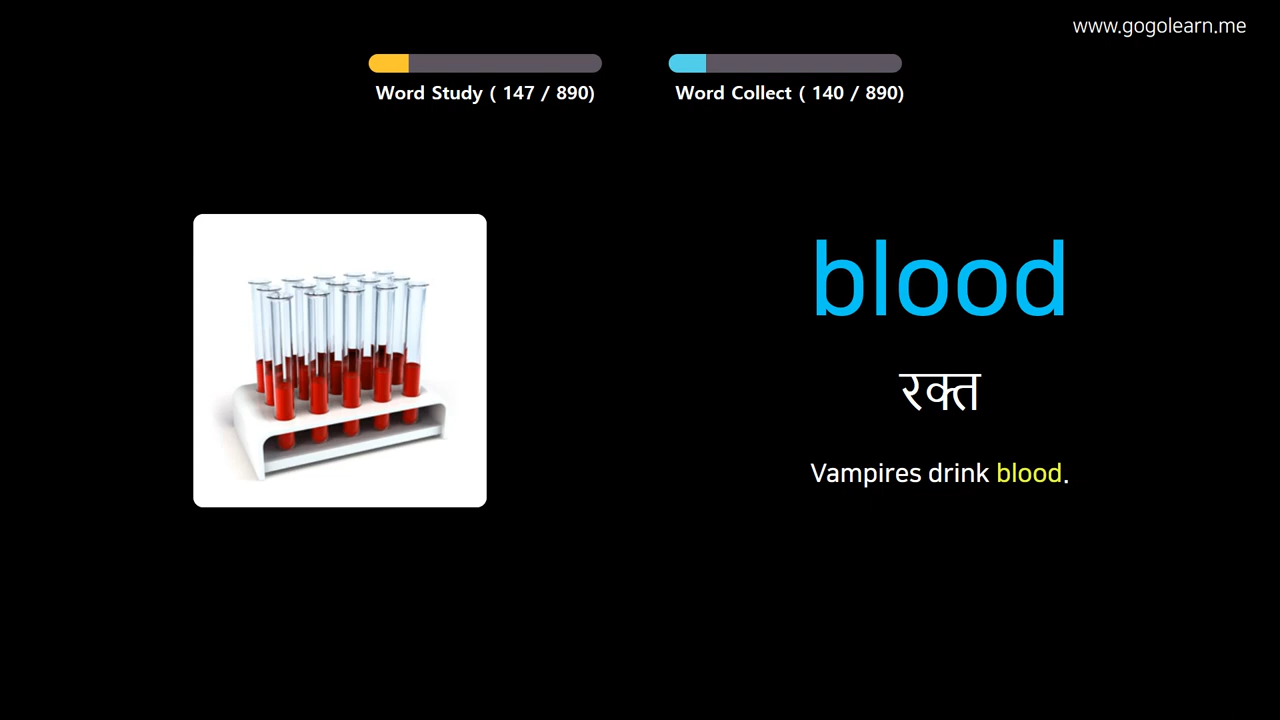 www.gogolearn.me
Word Study ( 147 / 890)
Word Collect ( 140 / 890)
blood
रक्त
Vampires drink blood.